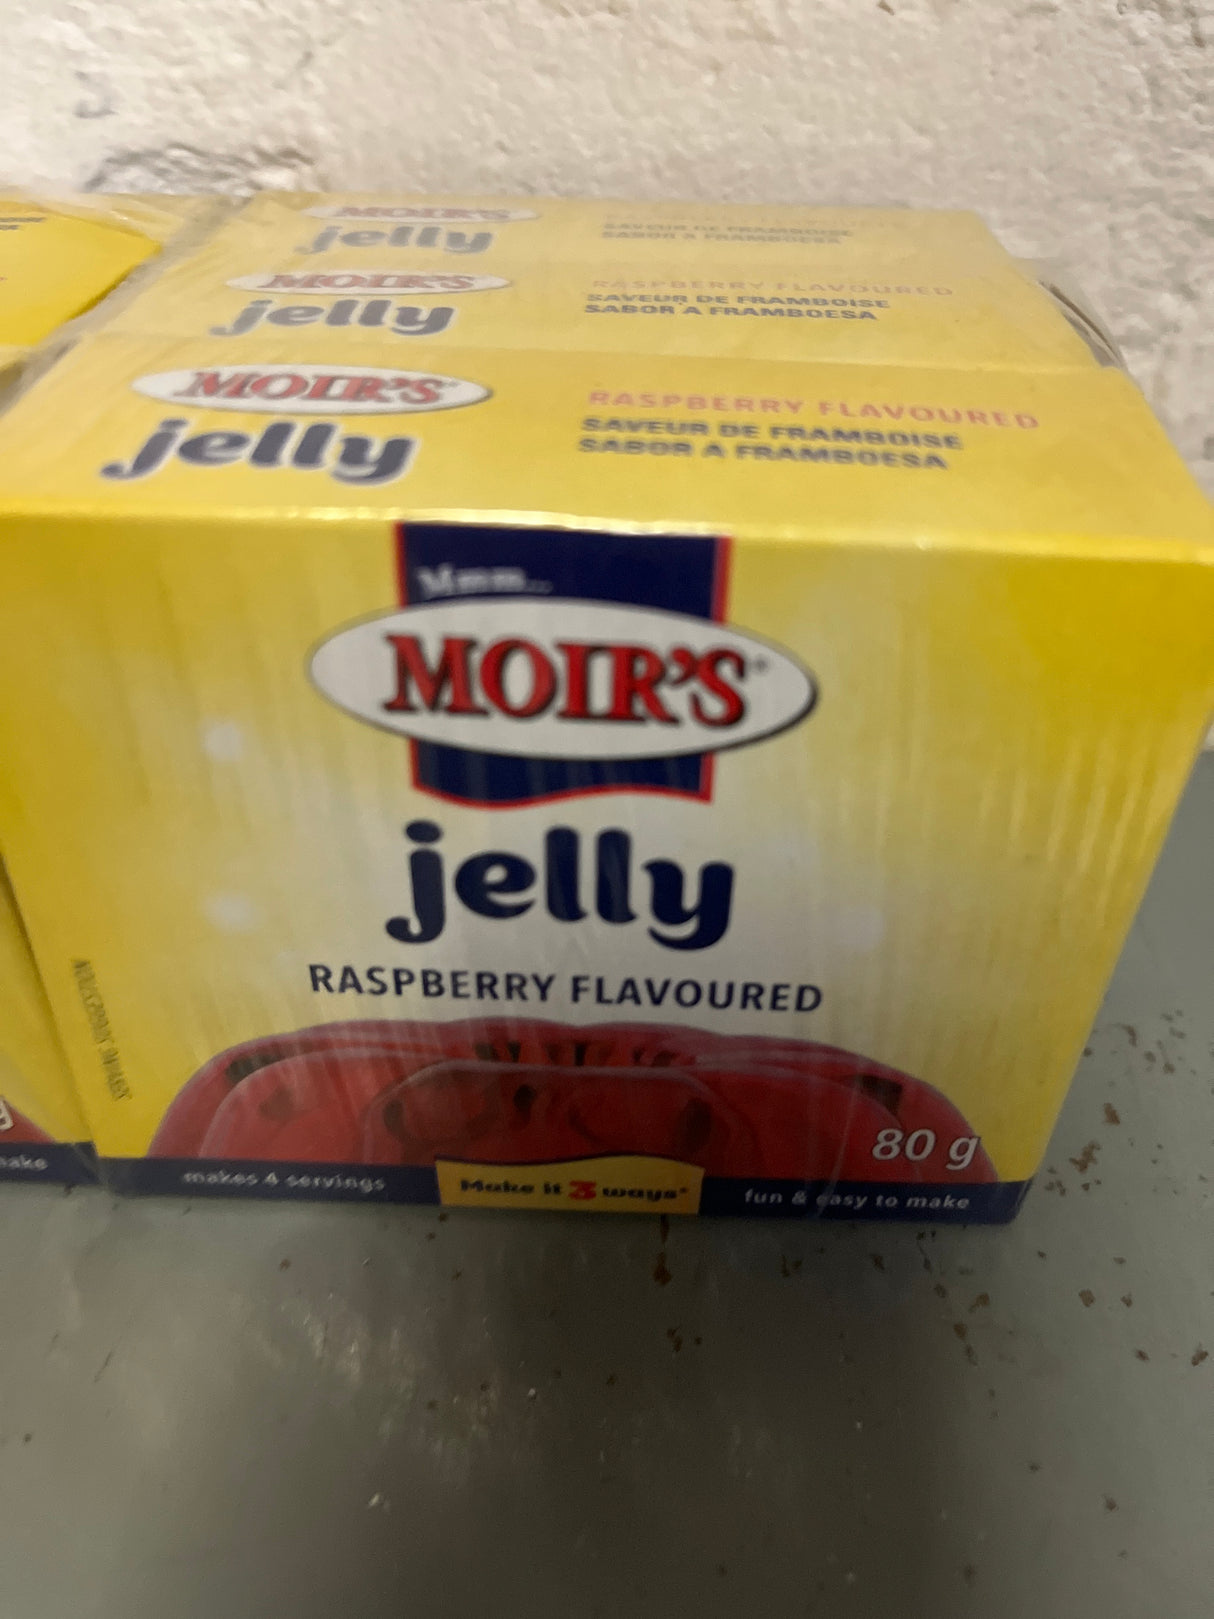 MOIR'S
jelly
SAVEUR DE FRAMBOISE
SABOR A FRAMBOESA
MOIR'S
jelly
RASPBERRY FLAVOURED
SAVEUR DE FRAMBOISE
SABOR A FRAMBOESA
MOIR'S
jelly
RASPBERRY FLAVOURED
SAVEUR DE FRAMBOISE
SABOR A FRAMBOESA
Mmm...
MOIR'S
jelly
RASPBERRY FLAVOURED
80 g
makes 4 servings
Make it 3 ways*
fun & easy to make